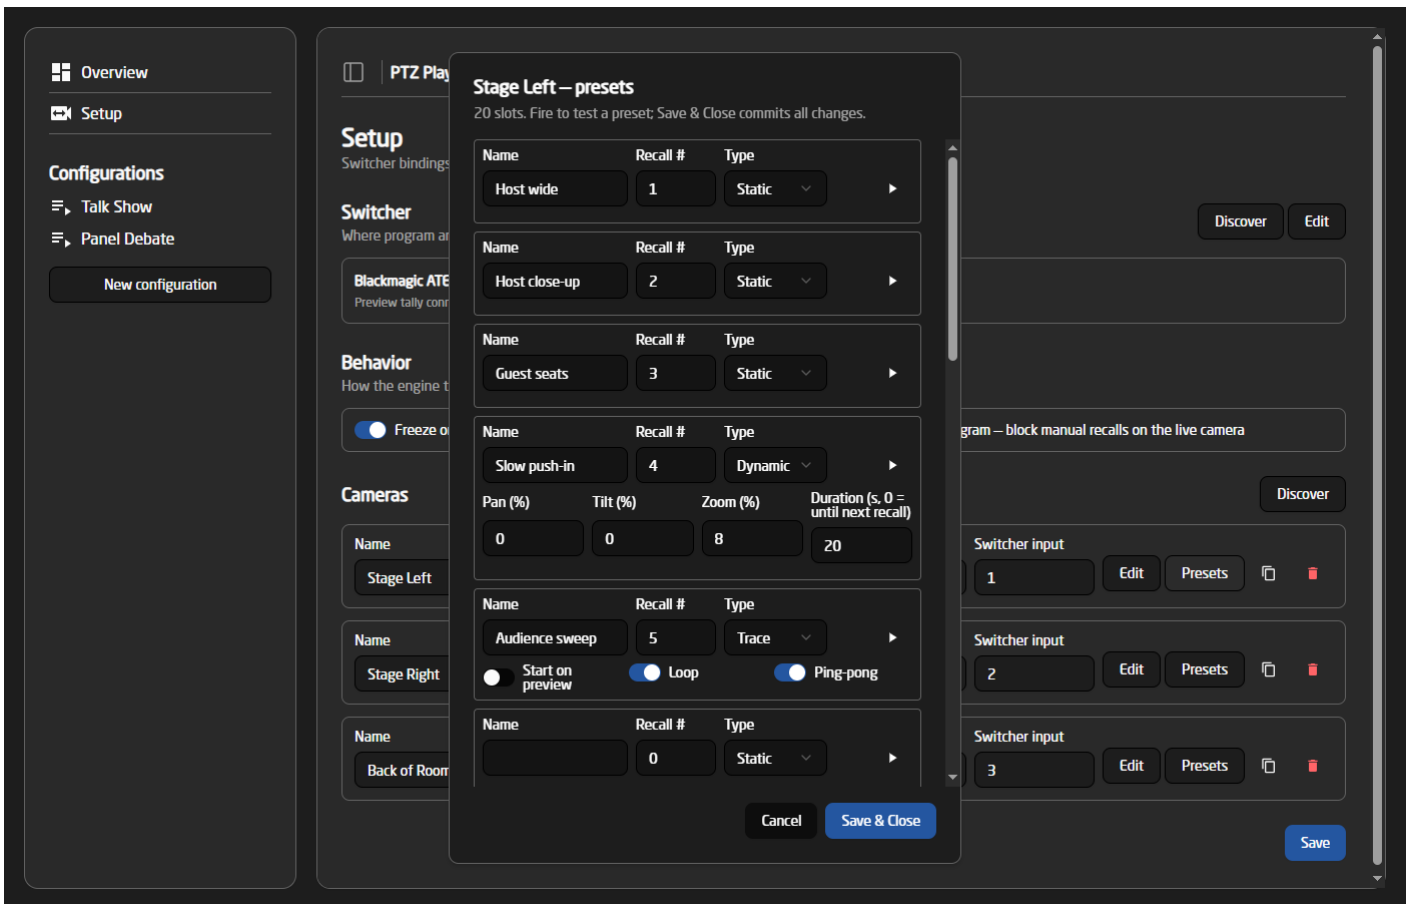 Overview
Setup
Configurations
Talk Show
Panel Debate
New configuration
PTZ Play
Setup
Switcher bindings
Switcher
Where program an
Discover
Edit
Blackmagic ATE
Preview tally conn
Behavior
How the engine t
Freeze on
gram – block manual recalls on the live camera
Cameras
Discover
Name
Switcher input
Stage Left
1
Edit
Presets
Name
Switcher input
Stage Right
2
Edit
Presets
Name
Switcher input
Back of Room
3
Edit
Presets
Save
Stage Left – presets
20 slots. Fire to test a preset; Save & Close commits all changes.
Name Recall # Type
Host wide 1 Static
Name Recall # Type
Host close-up 2 Static
Name Recall # Type
Guest seats 3 Static
Name Recall # Type
Slow push-in 4 Dynamic
Pan (%) Tilt (%) Zoom (%) Duration (s, 0 =
until next recall)
0 0 8 20
Name Recall # Type
Audience sweep 5 Trace
Start on
preview
Loop
Ping-pong
Name Recall # Type
0 Static
Cancel
Save & Close